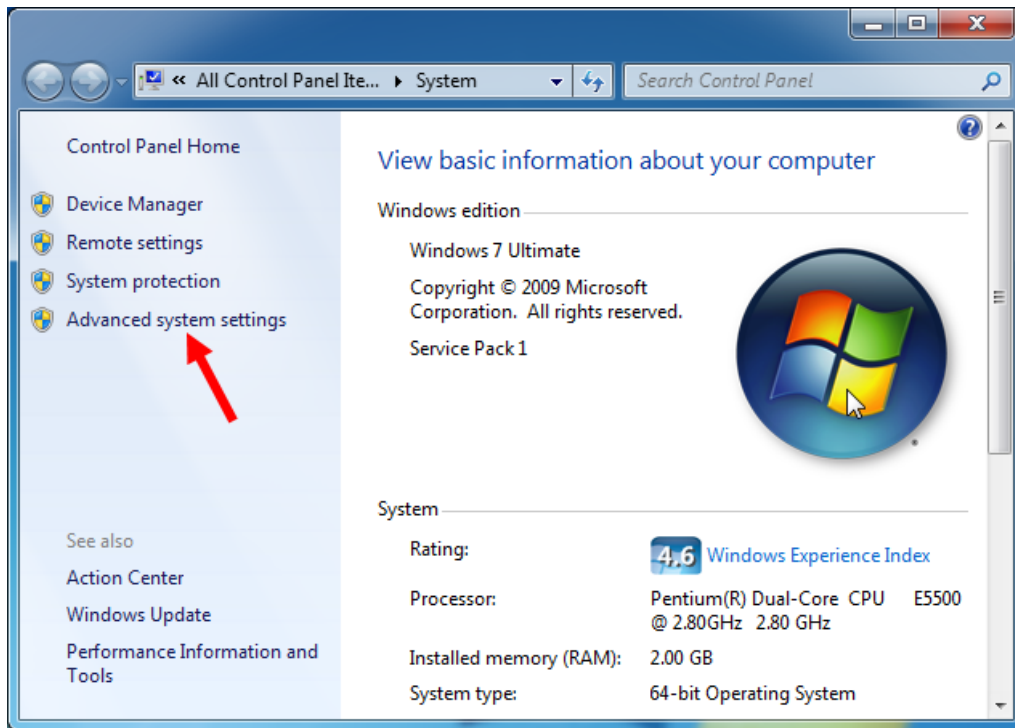 « All Control Panel Ite... ▸ System
Search Control Panel
Control Panel Home
Device Manager
Remote settings
System protection
Advanced system settings
See also
Action Center
Windows Update
Performance Information and
Tools
View basic information about your computer
Windows edition
Windows 7 Ultimate
Copyright © 2009 Microsoft
Corporation. All rights reserved.
Service Pack 1
System
Rating:
4,6 Windows Experience Index
Processor:
Pentium(R) Dual-Core CPU E5500
@ 2.80GHz 2.80 GHz
Installed memory (RAM):
2.00 GB
System type:
64-bit Operating System